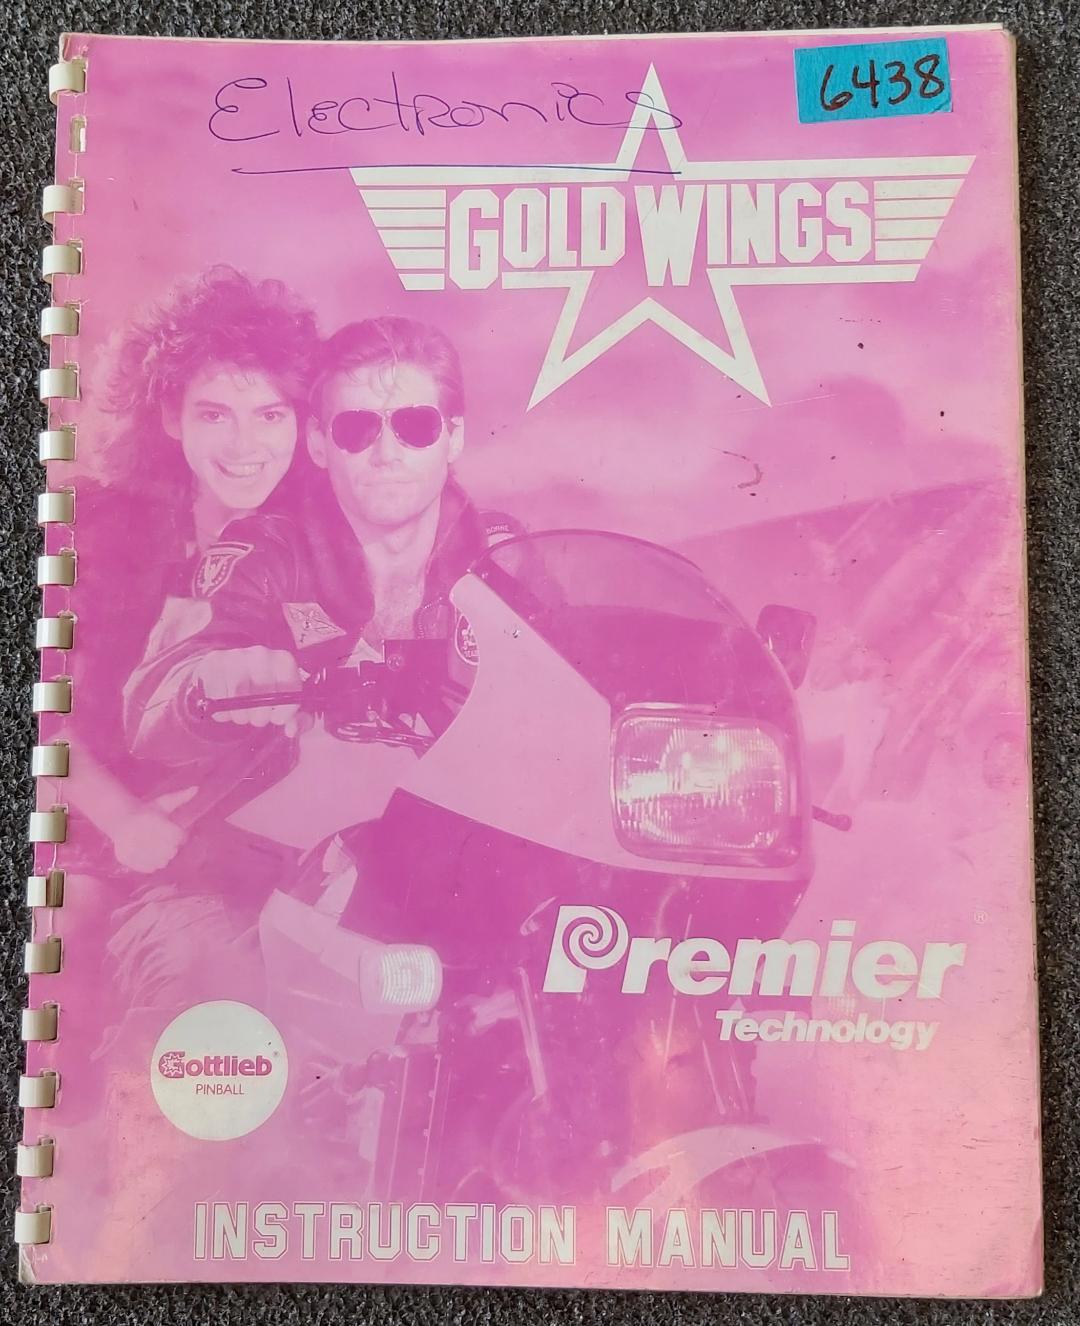 Electronics
6438
GOLD WINGS
Premier ®
Technology
Gottlieb®
PINBALL
INSTRUCTION MANUAL